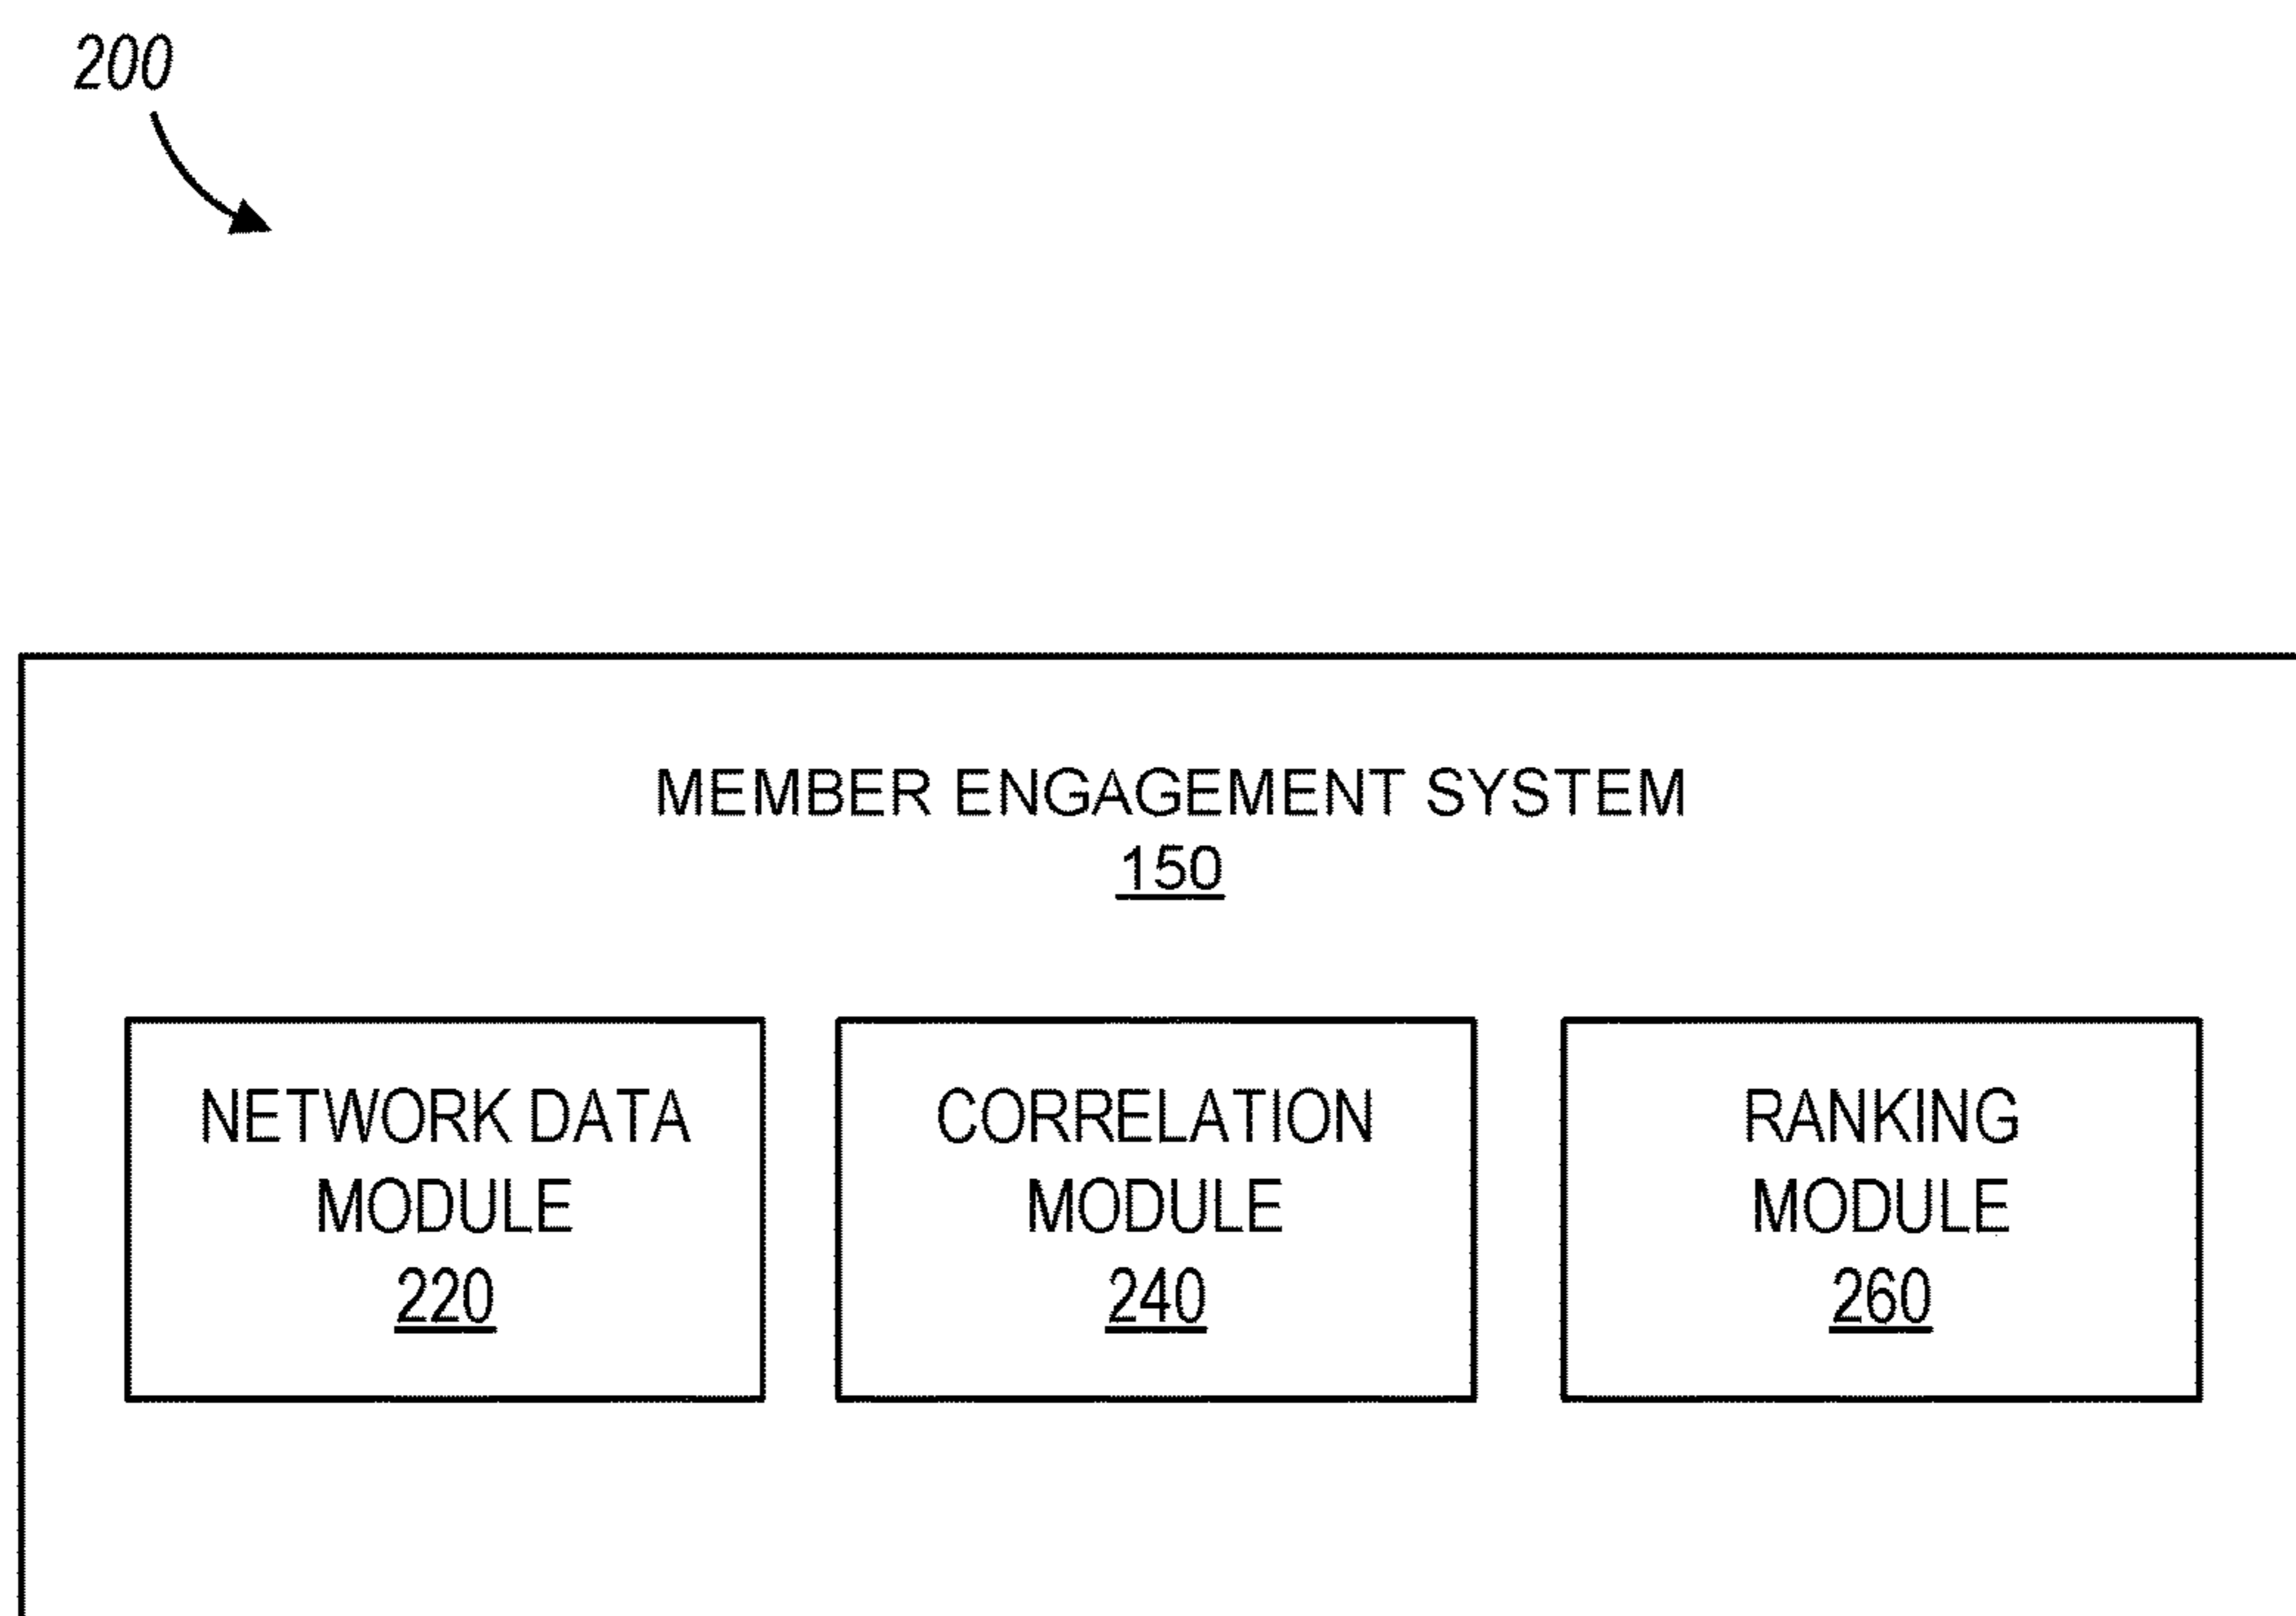 200
MEMBER ENGAGEMENT SYSTEM
150
NETWORK DATA
MODULE
220
CORRELATION
MODULE
240
RANKING
MODULE
260